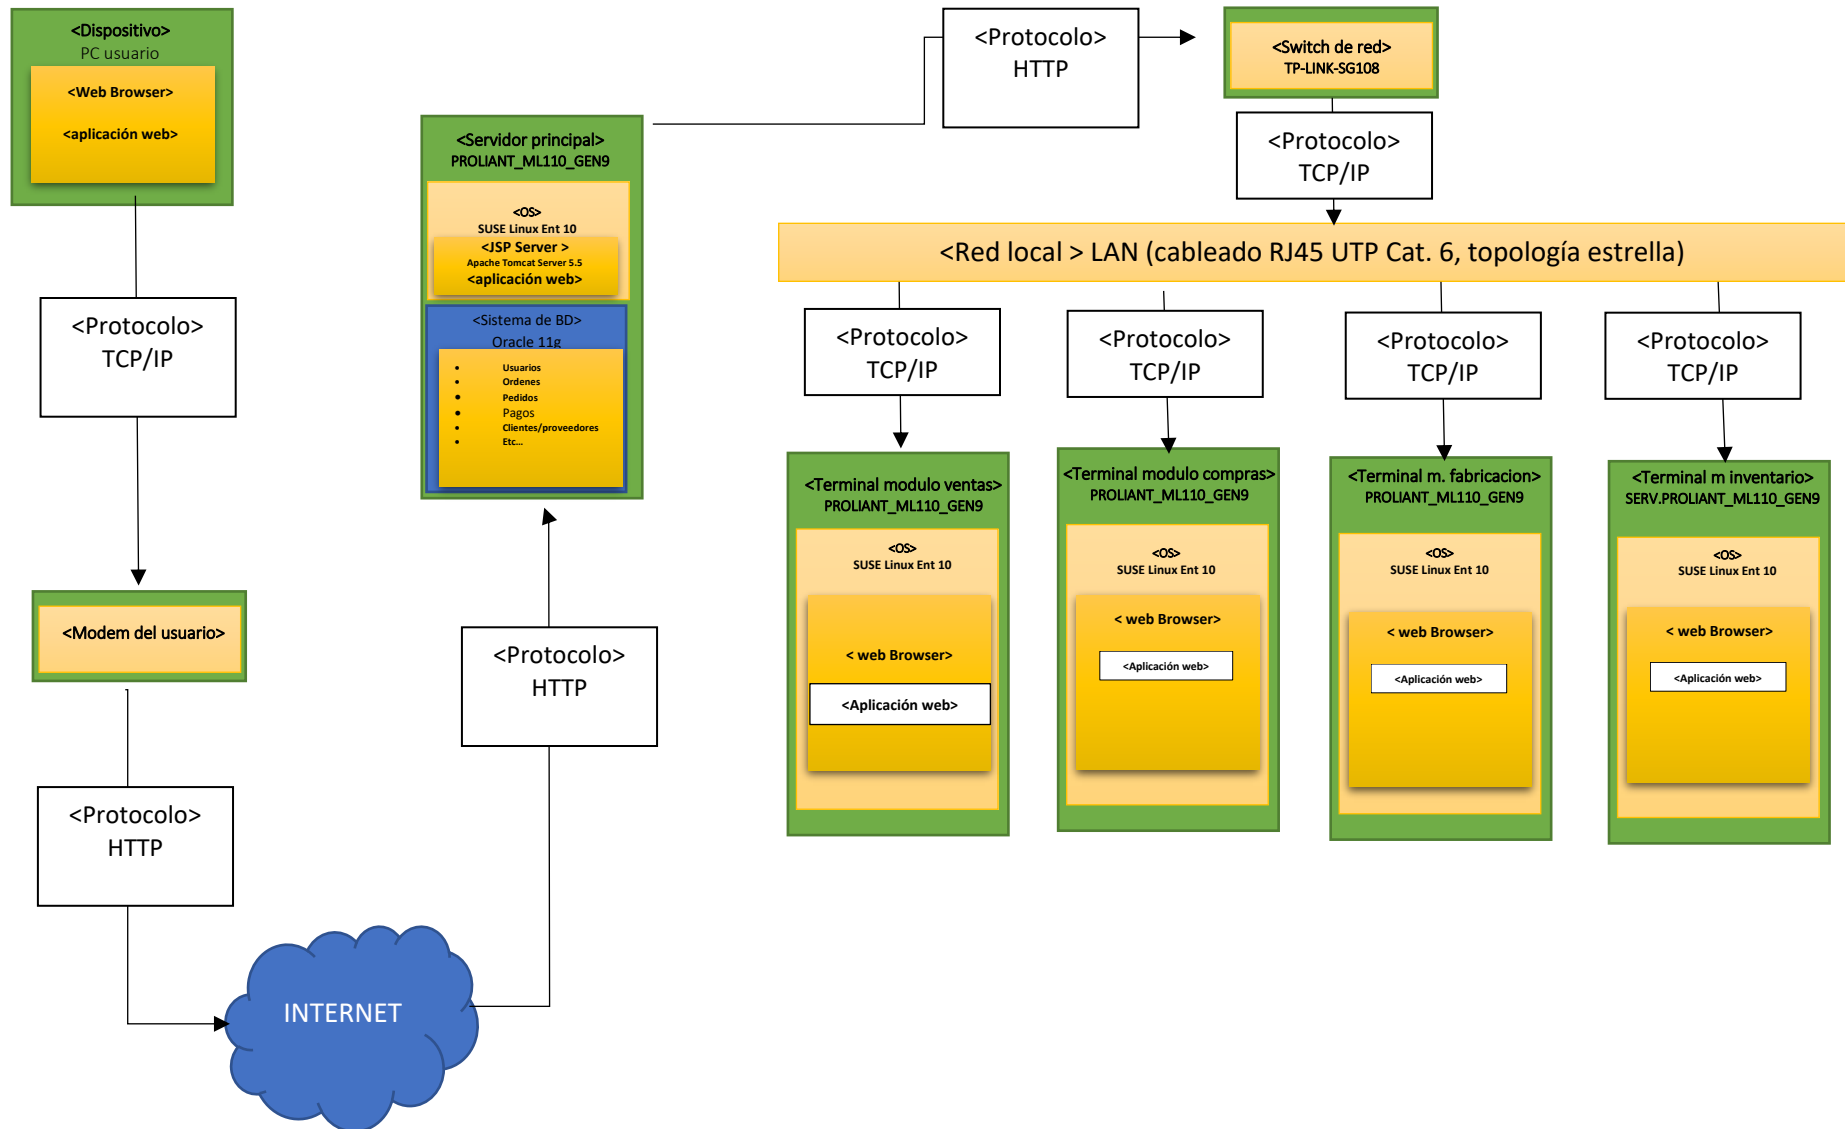 <Dispositivo>
PC usuario
<Web Browser>
<aplicación web>
<Protocolo>
TCP/IP
<Modem del usuario>
<Protocolo>
HTTP
INTERNET
<Protocolo>
HTTP
<Servidor principal>
PROLIANT_ML110_GEN9
<OS>
SUSE Linux Ent 10
<JSP Server >
Apache Tomcat Server 5.5
<aplicación web>
<Sistema de BD>
Oracle 11g
• Usuarios
• Ordenes
• Pedidos
• Pagos
• Clientes/proveedores
• Etc...
<Protocolo>
HTTP
<Switch de red>
TP-LINK-SG108
<Protocolo>
TCP/IP
<Red local > LAN (cableado RJ45 UTP Cat. 6, topología estrella)
<Protocolo>
TCP/IP
<Protocolo>
TCP/IP
<Protocolo>
TCP/IP
<Protocolo>
TCP/IP
<Terminal modulo ventas>
PROLIANT_ML110_GEN9
<OS>
SUSE Linux Ent 10
< web Browser>
<Aplicación web>
<Terminal modulo compras>
PROLIANT_ML110_GEN9
<OS>
SUSE Linux Ent 10
< web Browser>
<Aplicación web>
<Terminal m. fabricacion>
PROLIANT_ML110_GEN9
<OS>
SUSE Linux Ent 10
< web Browser>
<Aplicación web>
<Terminal m inventario>
SERV.PROLIANT_ML110_GEN9
<OS>
SUSE Linux Ent 10
< web Browser>
<Aplicación web>